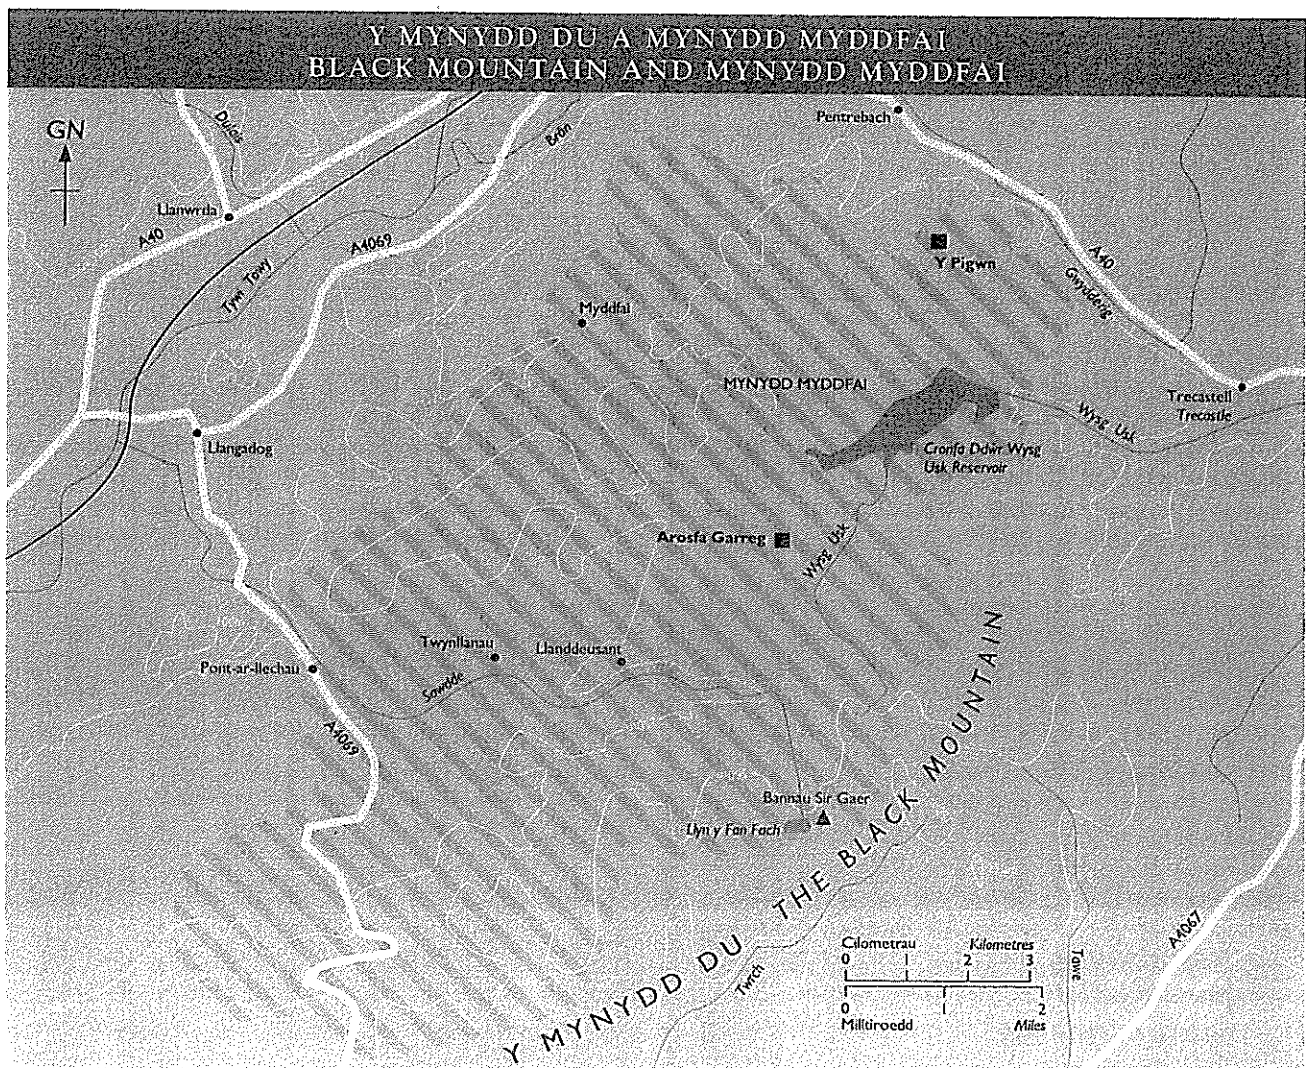 Y MYNYDD DU A MYNYDD MYDDFAI
BLACK MOUNTAIN AND MYNYDD MYDDFAI
GN
Dulas
Brân
Pentrebach
Llanwrda
A40
A4069
Tywi Towy
Y Pigwn
A40
Gwydderig
Myddfai
MYNYDD MYDDFAI
Trecastell
Trecastle
Wysg Usk
Llangadog
Cronfa Ddwr Wysg
Usk Reservoir
Arosfa Garreg
Wysg Usk
Twynllanau
Llanddeusant
Pont-ar-llechau
Sawdde
A4069
Bannau Sir Gaer
Llyn y Fan Fach
Y MYNYDD DU THE BLACK MOUNTAIN
A4067
Tawe
Twrch
Cilometrau Kilometres
0 1 2 3
0 1 2
Milltiroedd Miles